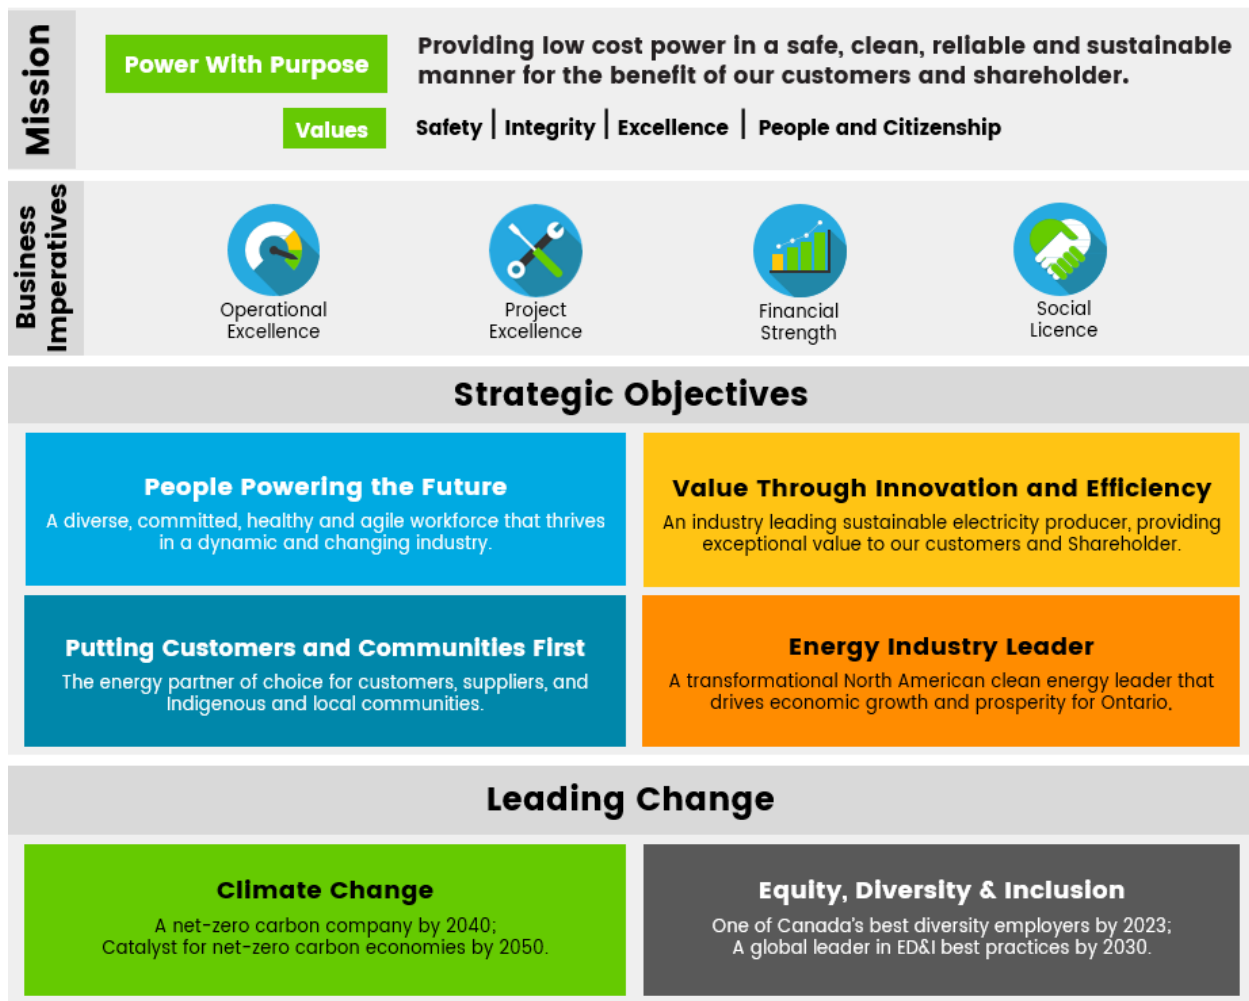 Mission
Power With Purpose
Providing low cost power in a safe, clean, reliable and sustainable
manner for the benefit of our customers and shareholder.
Values
Safety | Integrity | Excellence | People and Citizenship
Business
Imperatives
Operational
Excellence
Project
Excellence
Financial
Strength
Social
Licence
Strategic Objectives
People Powering the Future
A diverse, committed, healthy and agile workforce that thrives
in a dynamic and changing industry.
Value Through Innovation and Efficiency
An industry leading sustainable electricity producer, providing
exceptional value to our customers and Shareholder.
Putting Customers and Communities First
The energy partner of choice for customers, suppliers, and
Indigenous and local communities.
Energy Industry Leader
A transformational North American clean energy leader that
drives economic growth and prosperity for Ontario.
Leading Change
Climate Change
A net-zero carbon company by 2040;
Catalyst for net-zero carbon economies by 2050.
Equity, Diversity & Inclusion
One of Canada's best diversity employers by 2023;
A global leader in ED&I best practices by 2030.